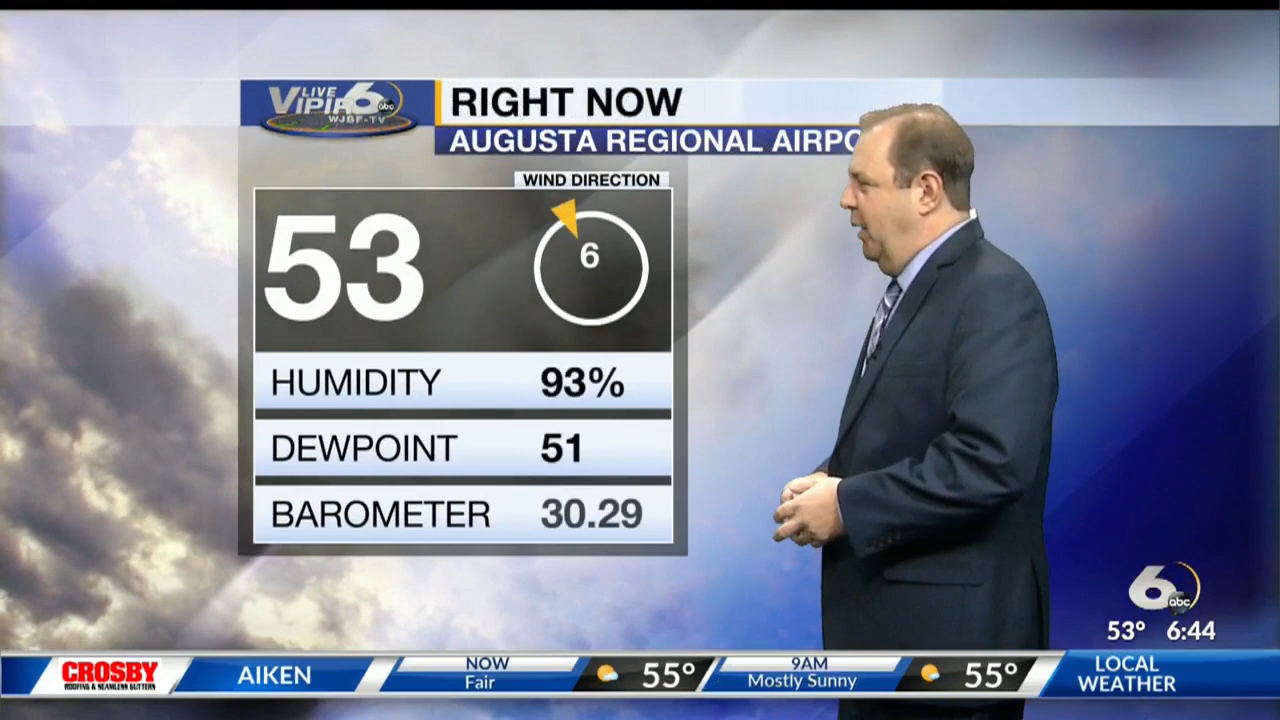 LIVE
VIPIR 6 abc
WJBF-TV
RIGHT NOW
AUGUSTA REGIONAL AIRPO
WIND DIRECTION
53
6
HUMIDITY 93%
DEWPOINT 51
BAROMETER 30.29
6 abc
53° 6:44
CROSBY
ROOFING & SEAMLESS GUTTERS
AIKEN
NOW
Fair
55°
9AM
Mostly Sunny
55°
LOCAL
WEATHER